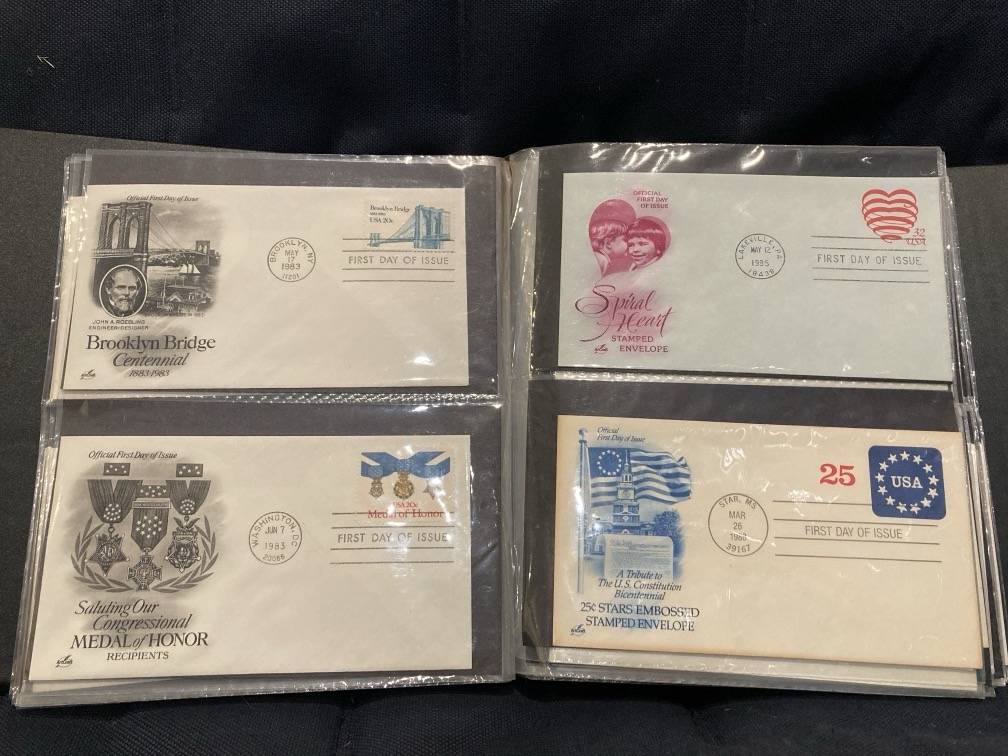 Official First Day of Issue
JOHN A. ROEBLING
ENGINEER-DESIGNER
Brooklyn Bridge
Centennial
1883-1983
BROOKLYN, NY
MAY
17
1983
11201
Brooklyn Bridge
1883-1983
USA 20c
FIRST DAY OF ISSUE
Official First Day of Issue
Saluting Our
Congressional
MEDAL of HONOR
RECIPIENTS
WASHINGTON, DC
JUN 7
1983
20066
USA 20c
Medal of Honor
FIRST DAY OF ISSUE
OFFICIAL
FIRST DAY
OF ISSUE
Spiral
Heart
STAMPED
ENVELOPE
LAKEVILLE, PA
MAY 12
1995
18438
32
USA
FIRST DAY OF ISSUE
Official
First Day of Issue
A Tribute to
The U.S. Constitution
Bicentennial
25c STARS EMBOSSED
STAMPED ENVELOPE
STAR, MS
MAR
26
1988
39167
25
USA
FIRST DAY OF ISSUE